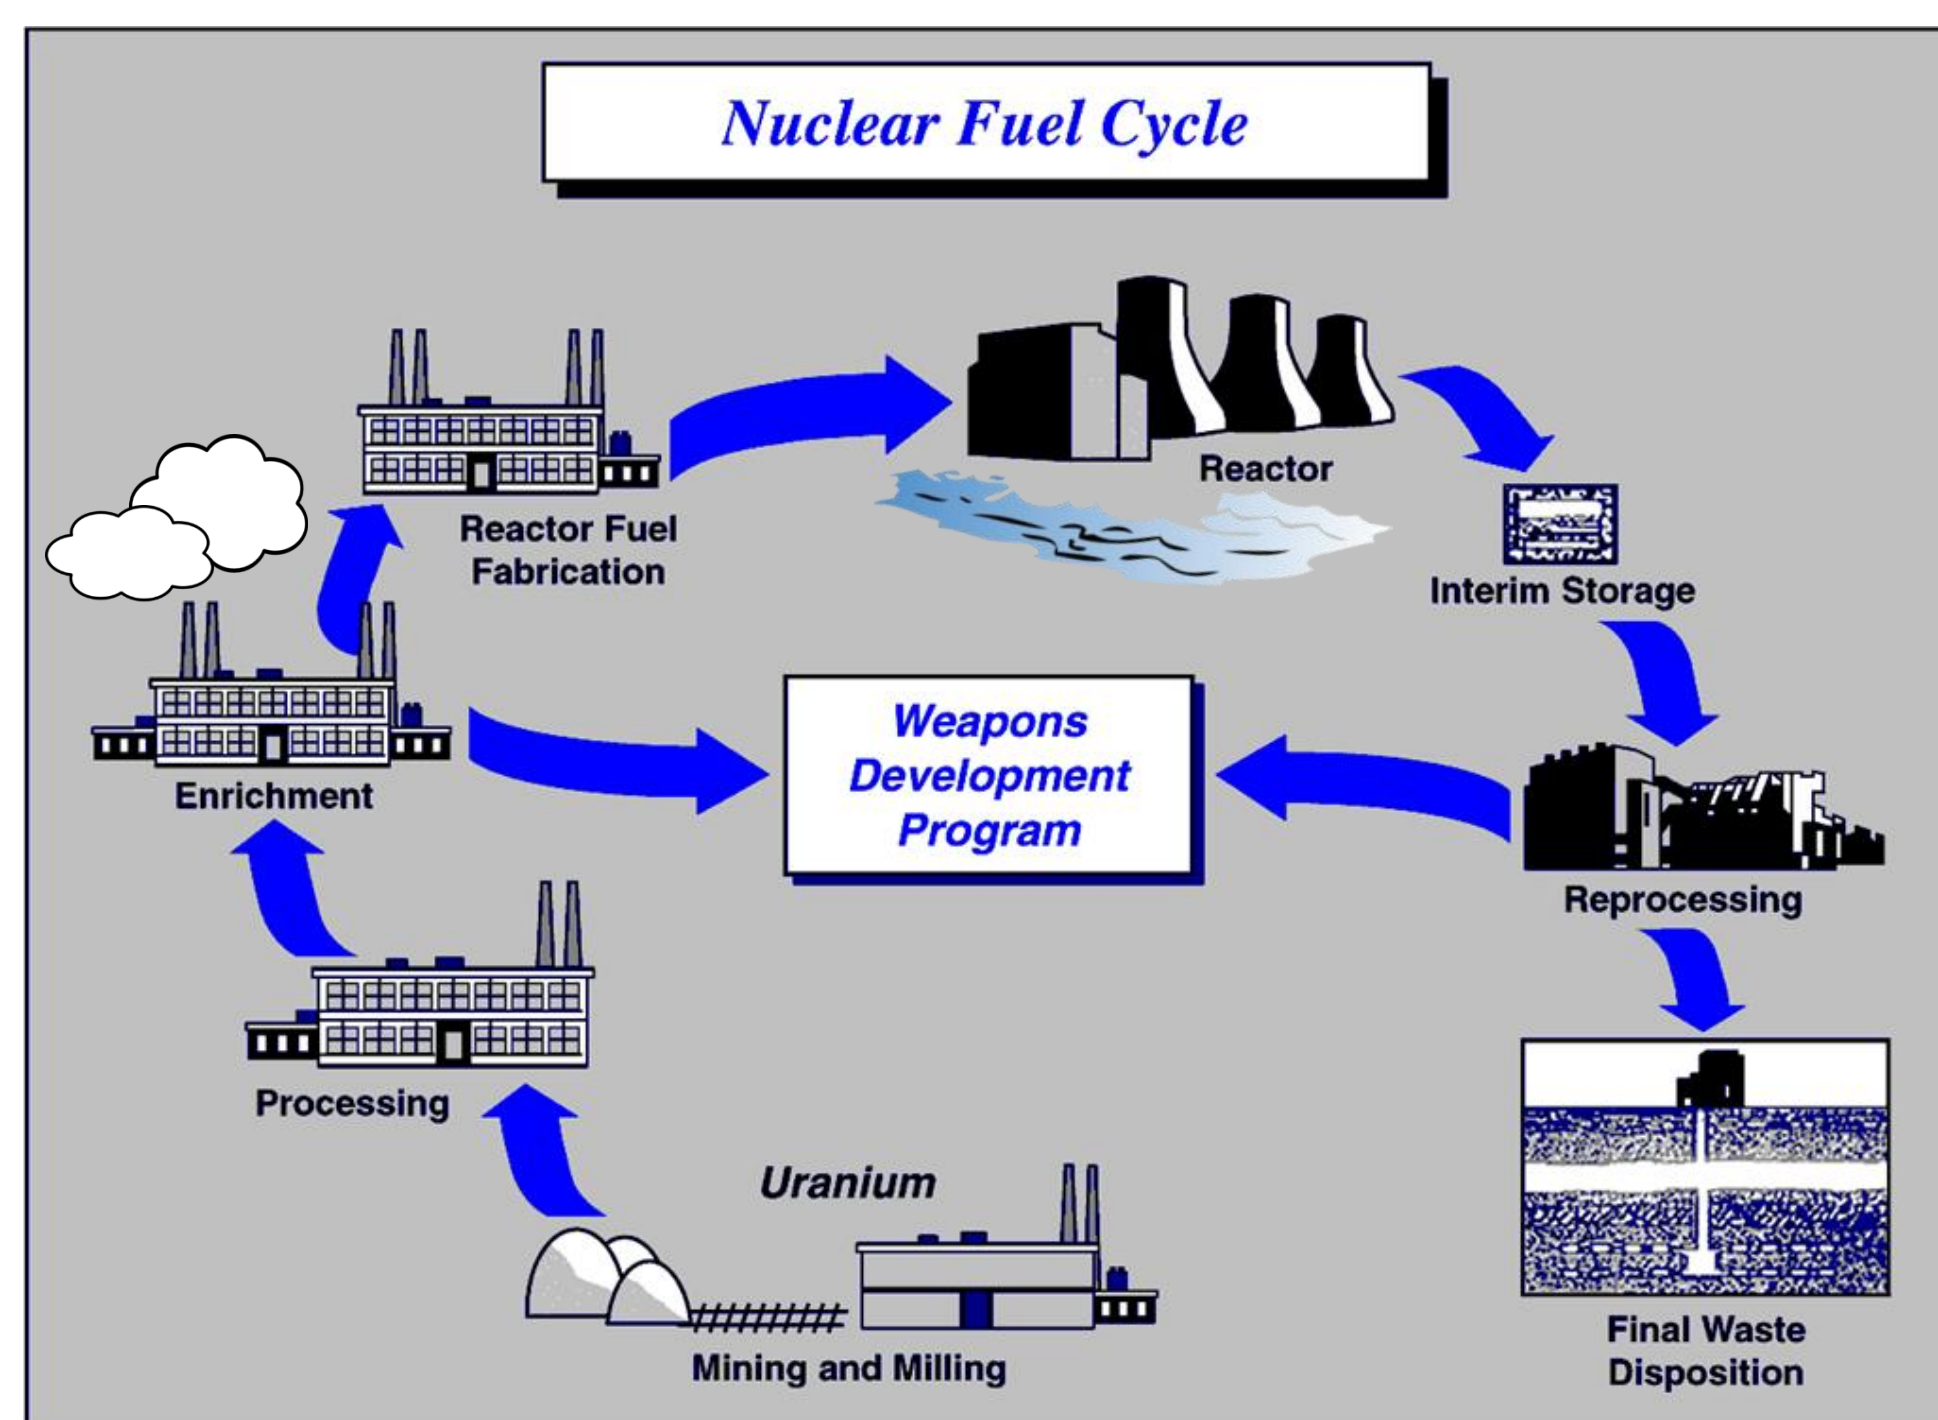 Nuclear Fuel Cycle
Reactor
Reactor Fuel
Fabrication
Interim Storage
Weapons
Development
Program
Enrichment
Reprocessing
Processing
Uranium
Mining and Milling
Final Waste
Disposition